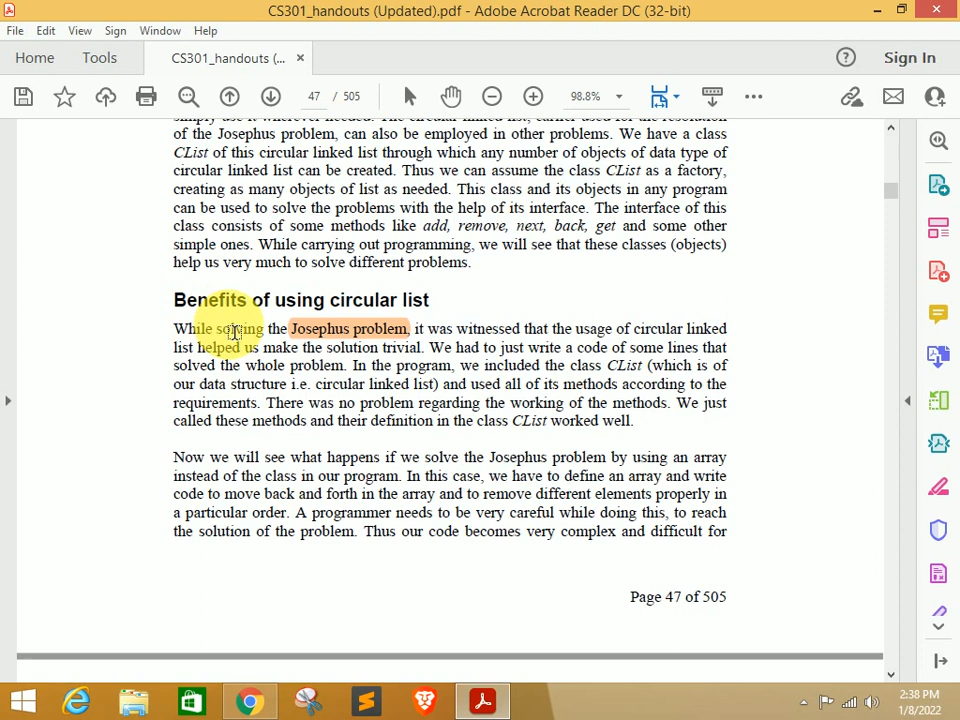 CS301_handouts (Updated).pdf - Adobe Acrobat Reader DC (32-bit)
File Edit View Sign Window Help
Home Tools CS301_handouts (... × Sign In
47 / 505 98.8%
of the Josephus problem, can also be employed in other problems. We have a class
CList of this circular linked list through which any number of objects of data type of
circular linked list can be created. Thus we can assume the class CList as a factory,
creating as many objects of list as needed. This class and its objects in any program
can be used to solve the problems with the help of its interface. The interface of this
class consists of some methods like add, remove, next, back, get and some other
simple ones. While carrying out programming, we will see that these classes (objects)
help us very much to solve different problems.
Benefits of using circular list
While solving the Josephus problem, it was witnessed that the usage of circular linked
list helped us make the solution trivial. We had to just write a code of some lines that
solved the whole problem. In the program, we included the class CList (which is of
our data structure i.e. circular linked list) and used all of its methods according to the
requirements. There was no problem regarding the working of the methods. We just
called these methods and their definition in the class CList worked well.
Now we will see what happens if we solve the Josephus problem by using an array
instead of the class in our program. In this case, we have to define an array and write
code to move back and forth in the array and to remove different elements properly in
a particular order. A programmer needs to be very careful while doing this, to reach
the solution of the problem. Thus our code becomes very complex and difficult for
Page 47 of 505
2:38 PM
1/8/2022